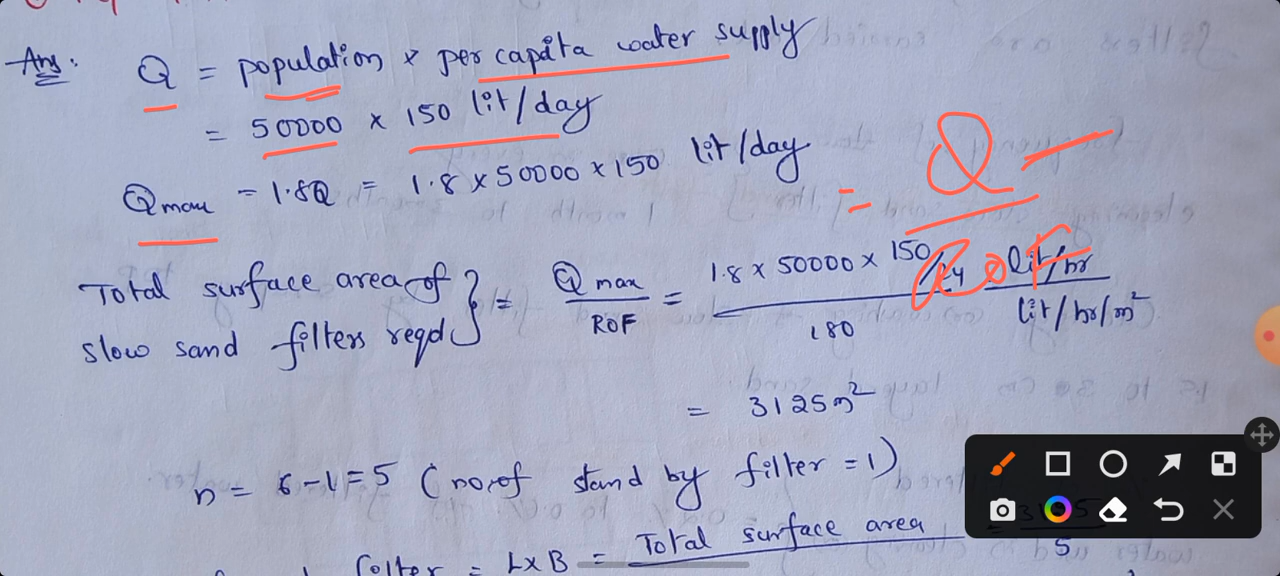 Ans. Q = population × per capita water supply
= 50000 × 150 lit/day
Qmax = 1.8Q = 1.8 × 50000 × 150 lit/day
= Q
ROF
Total surface area of
slow sand filters reqd } = Qmax / ROF = 1.8 × 50000 × 150/24 lit/hr
180 lit/hr/m²
= 3125 m²
n = 6-1 = 5 (no. of stand by filter = 1)
filter = L×B = Total surface area
5